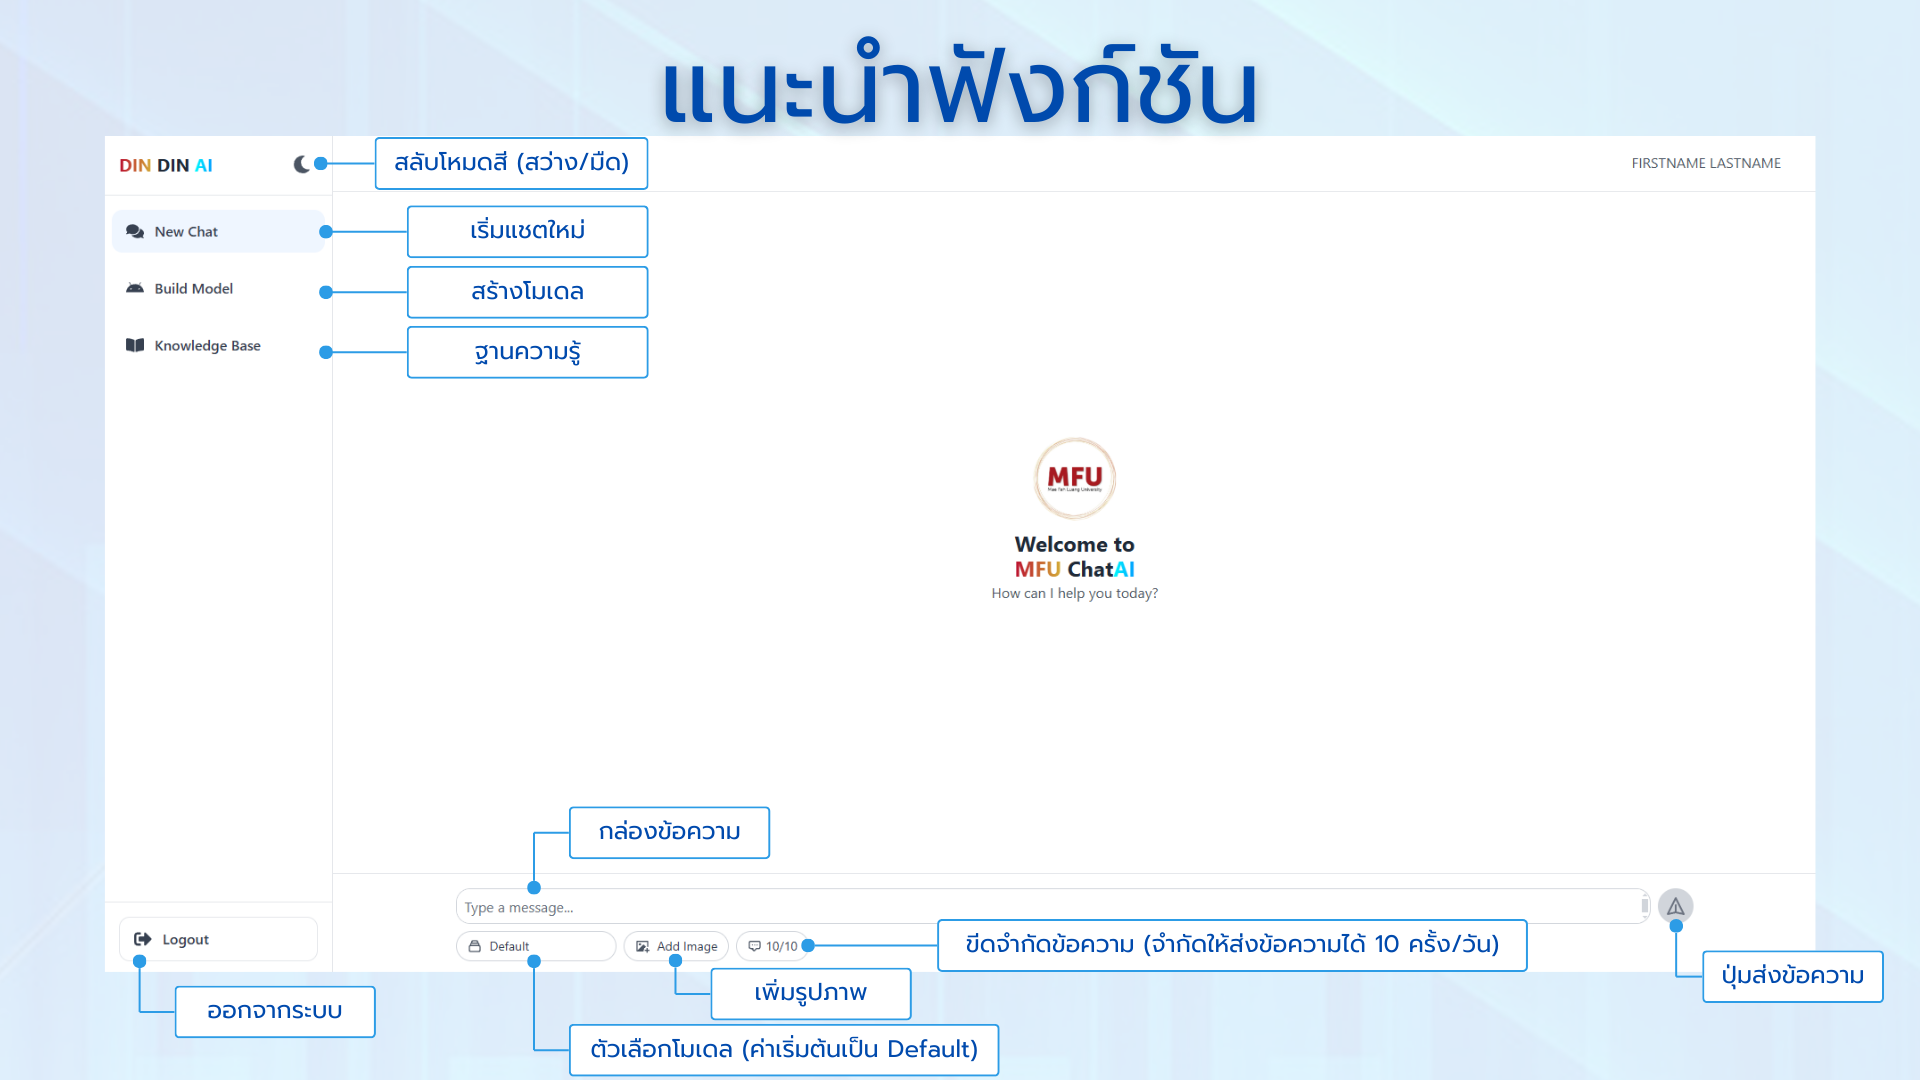 แนะนำฟังก์ชัน
DIN DIN AI
สลับโหมดสี (สว่าง/มืด)
FIRSTNAME LASTNAME
New Chat
เริ่มแชตใหม่
Build Model
สร้างโมเดล
Knowledge Base
ฐานความรู้
MFU
Mae Fah Luang University
Welcome to
MFU ChatAI
How can I help you today?
กล่องข้อความ
Type a message...
Logout
Default
Add Image
10/10
ขีดจำกัดข้อความ (จำกัดให้ส่งข้อความได้ 10 ครั้ง/วัน)
ปุ่มส่งข้อความ
เพิ่มรูปภาพ
ออกจากระบบ
ตัวเลือกโมเดล (ค่าเริ่มต้นเป็น Default)